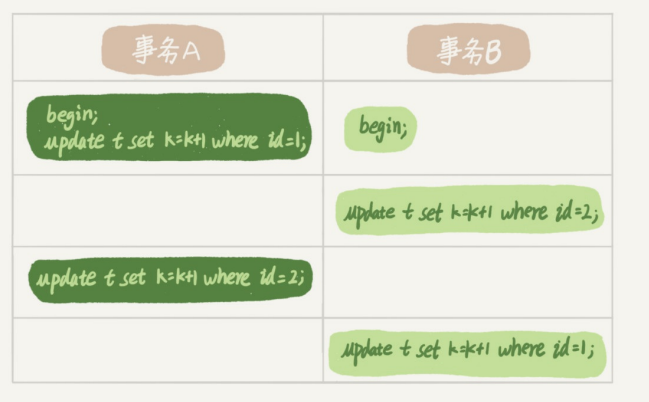 事务A
事务B
begin;
update t set k=k+1 where id=1;
begin;
update t set k=k+1 where id=2;
update t set k=k+1 where id=2;
update t set k=k+1 where id=1;